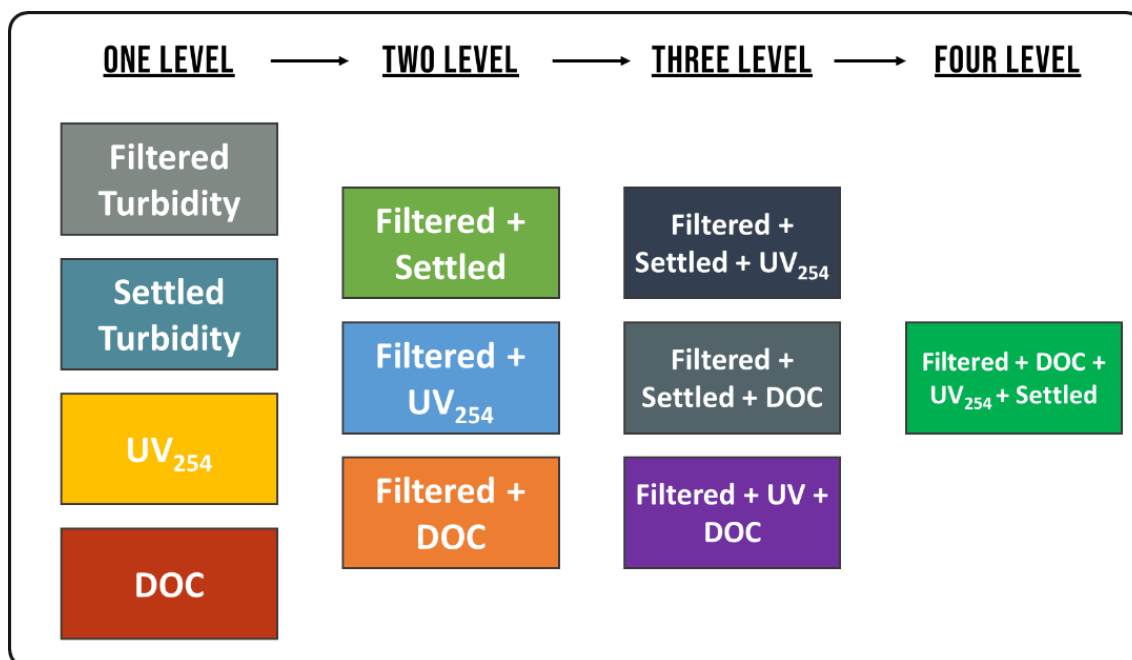 ONE LEVEL
TWO LEVEL
THREE LEVEL
FOUR LEVEL
Filtered
Turbidity
Settled
Turbidity
UV254
DOC
Filtered +
Settled
Filtered +
UV254
Filtered +
DOC
Filtered +
Settled + UV254
Filtered +
Settled + DOC
Filtered + UV +
DOC
Filtered + DOC +
UV254 + Settled